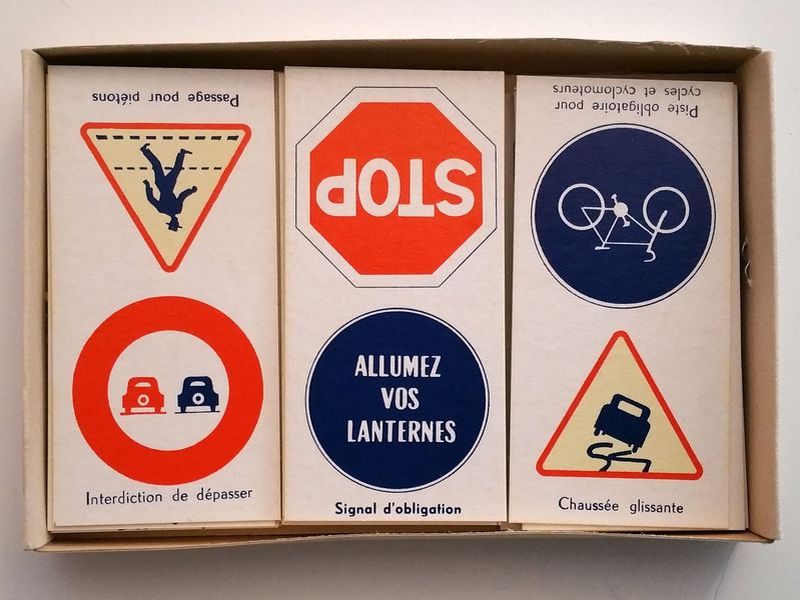 Passage pour piétons
Interdiction de dépasser
STOP
ALLUMEZ
VOS
LANTERNES
Signal d'obligation
Piste obligatoire pour
cycles et cyclomoteurs
Chaussée glissante